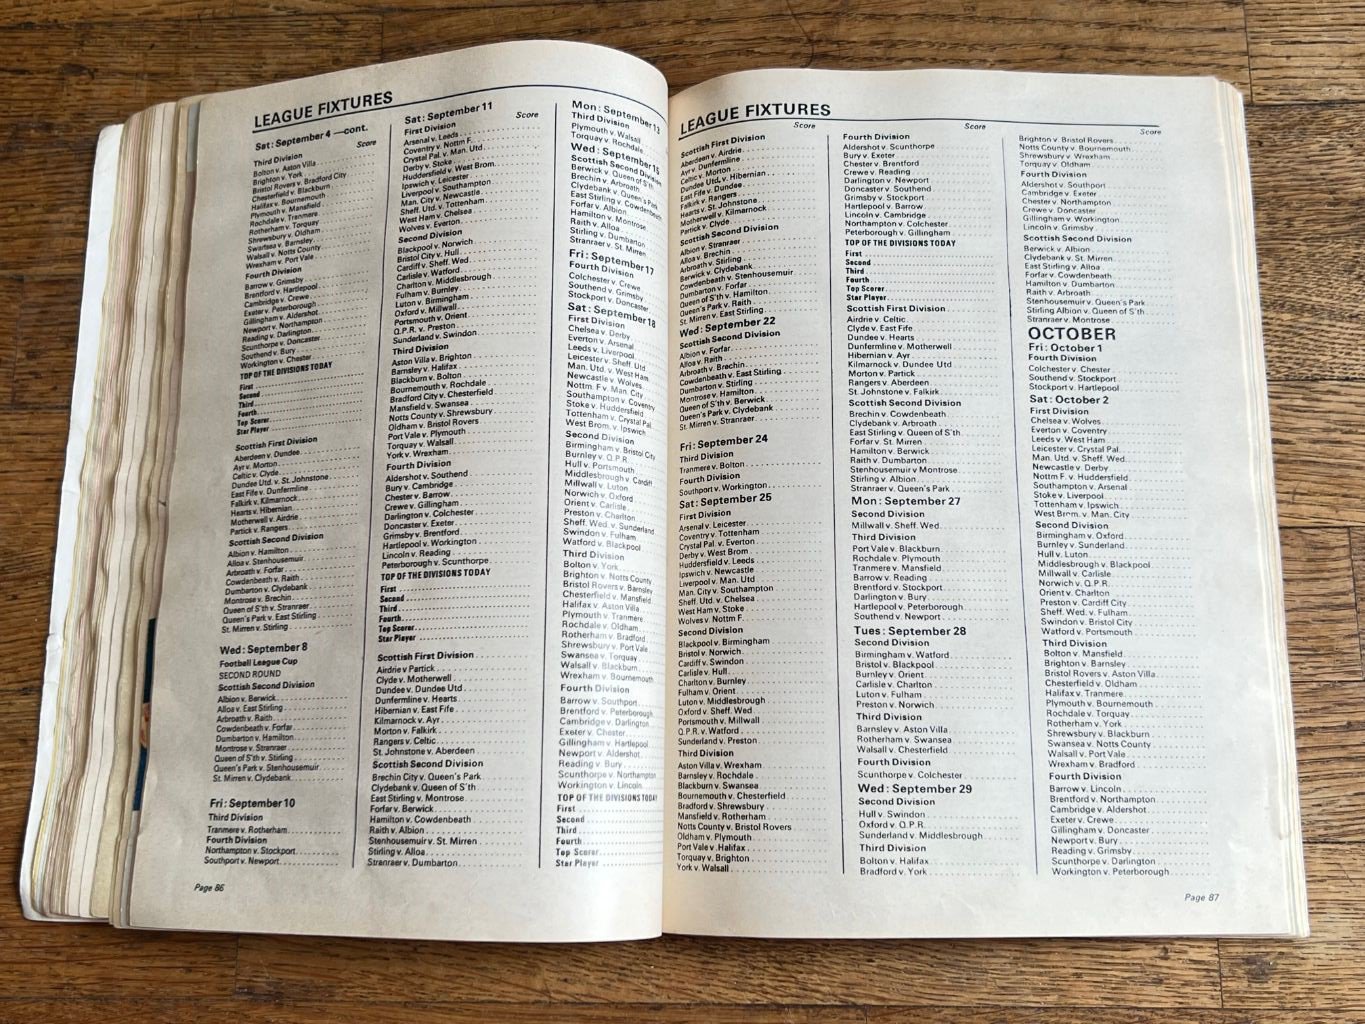 LEAGUE FIXTURES
Sat: September 4 —cont.
Score
Third Division
Bolton v. Aston Villa
Brighton v. York
Bristol Rovers v. Bradford City
Chesterfield v. Blackburn
Halifax v. Bournemouth
Plymouth v. Mansfield
Rochdale v. Tranmere
Rotherham v. Torquay
Shrewsbury v. Oldham
Swansea v. Barnsley
Walsall v. Notts County
Wrexham v. Port Vale
Fourth Division
Barrow v. Grimsby
Brentford v. Hartlepool
Cambridge v. Crewe
Exeter v. Peterborough
Gillingham v. Aldershot
Newport v. Northampton
Reading v. Darlington
Scunthorpe v. Doncaster
Southend v. Bury
Workington v. Chester
TOP OF THE DIVISIONS TODAY
First
Second
Third
Fourth
Top Scorer
Star Player
Scottish First Division
Aberdeen v. Dundee
Ayr v. Morton
Celtic v. Clyde
Dundee Utd. v. St. Johnstone
East Fife v. Dunfermline
Falkirk v. Kilmarnock
Hearts v. Hibernian
Motherwell v. Airdrie
Partick v. Rangers
Scottish Second Division
Albion v. Hamilton
Alloa v. Stenhousemuir
Arbroath v. Forfar
Cowdenbeath v. Raith
Dumbarton v. Clydebank
Montrose v. Brechin
Queen of S'th v. Stranraer
Queen's Park v. East Stirling
St. Mirren v. Stirling
Wed: September 8
Football League Cup
SECOND ROUND
Scottish Second Division
Albion v. Berwick
Alloa v. East Stirling
Arbroath v. Raith
Cowdenbeath v. Forfar
Dumbarton v. Hamilton
Montrose v. Stranraer
Queen of S'th v. Stirling
Queen's Park v. Stenhousemuir
St. Mirren v. Clydebank
Fri: September 10
Third Division
Tranmere v. Rotherham
Fourth Division
Northampton v. Stockport
Southport v. Newport
Page 86
Sat: September 11
Score
First Division
Arsenal v. Leeds
Coventry v. Nottm F.
Crystal Pal. v. Man. Utd.
Derby v. Stoke
Huddersfield v. West Brom.
Ipswich v. Leicester
Liverpool v. Southampton
Man. City v. Newcastle
Sheff. Utd. v. Tottenham
West Ham v. Chelsea
Wolves v. Everton
Second Division
Blackpool v. Norwich
Bristol City v. Hull
Cardiff v. Sheff. Wed.
Carlisle v. Watford
Charlton v. Middlesbrough
Fulham v. Burnley
Luton v. Birmingham
Oxford v. Millwall
Portsmouth v. Orient
Q.P.R. v. Preston
Sunderland v. Swindon
Third Division
Aston Villa v. Brighton
Barnsley v. Halifax
Blackburn v. Bolton
Bournemouth v. Rochdale
Bradford City v. Chesterfield
Mansfield v. Swansea
Notts County v. Shrewsbury
Oldham v. Bristol Rovers
Port Vale v. Plymouth
Torquay v. Walsall
York v. Wrexham
Fourth Division
Aldershot v. Southend
Bury v. Cambridge
Chester v. Barrow
Crewe v. Gillingham
Darlington v. Colchester
Doncaster v. Exeter
Grimsby v. Brentford
Hartlepool v. Workington
Lincoln v. Reading
Peterborough v. Scunthorpe
TOP OF THE DIVISIONS TODAY
First
Second
Third
Fourth
Top Scorer
Star Player
Scottish First Division
Airdrie v. Partick
Clyde v. Motherwell
Dundee v. Dundee Utd
Dunfermline v. Hearts
Hibernian v. East Fife
Kilmarnock v. Ayr
Morton v. Falkirk
Rangers v. Celtic
St. Johnstone v. Aberdeen
Scottish Second Division
Brechin City v. Queen's Park
Clydebank v. Queen of S'th
East Stirling v. Montrose
Forfar v. Berwick
Hamilton v. Cowdenbeath
Raith v. Albion
Stenhousemuir v. St. Mirren
Stirling v. Alloa
Stranraer v. Dumbarton
Mon: September 13
Third Division
Plymouth v. Walsall
Torquay v. Rochdale
Wed: September 15
Scottish Second Division
Berwick v. Queen of S'th
Brechin v. Arbroath
Clydebank v. Queen's Park
East Stirling v. Cowdenbeath
Forfar v. Albion
Hamilton v. Montrose
Raith v. Alloa
Stirling v. Dumbarton
Stranraer v. St. Mirren
Fri: September 17
Fourth Division
Colchester v. Crewe
Southend v. Grimsby
Stockport v. Doncaster
Sat: September 18
First Division
Chelsea v. Derby
Everton v. Arsenal
Leeds v. Liverpool
Leicester v. Sheff. Utd
Man. Utd. v. West Ham
Newcastle v. Wolves
Nottm F. v. Man. City
Southampton v. Coventry
Stoke v. Huddersfield
Tottenham v. Crystal Pal.
West Brom. v. Ipswich
Second Division
Birmingham v. Bristol City
Burnley v. Q.P.R.
Hull v. Portsmouth
Middlesbrough v. Cardiff
Millwall v. Luton
Norwich v. Oxford
Orient v. Carlisle
Preston v. Charlton
Sheff. Wed. v. Sunderland
Swindon v. Fulham
Watford v. Blackpool
Third Division
Bolton v. York
Brighton v. Notts County
Bristol Rovers v. Barnsley
Chesterfield v. Mansfield
Halifax v. Aston Villa
Plymouth v. Tranmere
Rochdale v. Oldham
Rotherham v. Bradford
Shrewsbury v. Port Vale
Swansea v. Torquay
Walsall v. Blackburn
Wrexham v. Bournemouth
Fourth Division
Barrow v. Southport
Brentford v. Peterborough
Cambridge v. Darlington
Exeter v. Chester
Gillingham v. Hartlepool
Newport v. Aldershot
Reading v. Bury
Scunthorpe v. Northampton
Workington v. Lincoln
TOP OF THE DIVISIONS TODAY
First
Second
Third
Fourth
Top Scorer
Star Player
LEAGUE FIXTURES
Score
Scottish First Division
Aberdeen v. Airdrie
Ayr v. Dunfermline
Celtic v. Morton
Dundee Utd. v. Hibernian
East Fife v. Dundee
Falkirk v. Rangers
Hearts v. St. Johnstone
Motherwell v. Kilmarnock
Partick v. Clyde
Scottish Second Division
Albion v. Stranraer
Alloa v. Brechin
Arbroath v. Stirling
Berwick v. Clydebank
Cowdenbeath v. Stenhousemuir
Dumbarton v. Forfar
Queen of S'th v. Hamilton
Queen's Park v. Raith
St. Mirren v. East Stirling
Wed: September 22
Scottish Second Division
Albion v. Forfar
Alloa v. Raith
Arbroath v. Brechin
Cowdenbeath v. East Stirling
Dumbarton v. Stirling
Montrose v. Hamilton
Queen of S'th v. Berwick
Queen's Park v. Clydebank
St. Mirren v. Stranraer
Fri: September 24
Third Division
Tranmere v. Bolton
Fourth Division
Southport v. Workington
Sat: September 25
First Division
Arsenal v. Leicester
Coventry v. Tottenham
Crystal Pal. v. Everton
Derby v. West Brom
Huddersfield v. Leeds
Ipswich v. Newcastle
Liverpool v. Man. Utd
Man. City v. Southampton
Sheff. Utd. v. Chelsea
West Ham v. Stoke
Wolves v. Nottm F.
Second Division
Blackpool v. Birmingham
Bristol v. Norwich
Cardiff v. Swindon
Carlisle v. Hull
Charlton v. Burnley
Fulham v. Orient
Luton v. Middlesbrough
Oxford v. Sheff. Wed
Portsmouth v. Millwall
Q.P.R. v. Watford
Sunderland v. Preston
Third Division
Aston Villa v. Wrexham
Barnsley v. Rochdale
Blackburn v. Swansea
Bournemouth v. Chesterfield
Bradford v. Shrewsbury
Mansfield v. Rotherham
Notts County v. Bristol Rovers
Oldham v. Plymouth
Port Vale v. Halifax
Torquay v. Brighton
York v. Walsall
Score
Fourth Division
Aldershot v. Scunthorpe
Bury v. Exeter
Chester v. Brentford
Crewe v. Reading
Darlington v. Newport
Doncaster v. Southend
Grimsby v. Stockport
Hartlepool v. Barrow
Lincoln v. Cambridge
Northampton v. Colchester
Peterborough v. Gillingham
TOP OF THE DIVISIONS TODAY
First
Second
Third
Fourth
Top Scorer
Star Player
Scottish First Division
Airdrie v. Celtic
Clyde v. East Fife
Dundee v. Hearts
Dunfermline v. Motherwell
Hibernian v. Ayr
Kilmarnock v. Dundee Utd
Morton v. Partick
Rangers v. Aberdeen
St. Johnstone v. Falkirk
Scottish Second Division
Brechin v. Cowdenbeath
Clydebank v. Arbroath
East Stirling v. Queen of S'th
Forfar v. St. Mirren
Hamilton v. Berwick
Raith v. Dumbarton
Stenhousemuir v Montrose
Stirling v. Albion
Stranraer v. Queen's Park
Mon: September 27
Second Division
Millwall v. Sheff. Wed.
Third Division
Port Vale v. Blackburn
Rochdale v. Plymouth
Tranmere v. Mansfield
Barrow v. Reading
Brentford v. Stockport
Darlington v. Bury
Hartlepool v. Peterborough
Southend v. Newport
Tues: September 28
Second Division
Birmingham v. Watford
Bristol v. Blackpool
Burnley v. Orient
Carlisle v. Charlton
Luton v. Fulham
Preston v. Norwich
Third Division
Barnsley v. Aston Villa
Rotherham v. Swansea
Walsall v. Chesterfield
Fourth Division
Scunthorpe v. Colchester
Wed: September 29
Second Division
Hull v. Swindon
Oxford v. Q.P.R.
Sunderland v. Middlesbrough
Third Division
Bolton v. Halifax
Bradford v. York
Score
Brighton v. Bristol Rovers
Notts County v. Bournemouth
Shrewsbury v. Wrexham
Torquay v. Oldham
Fourth Division
Aldershot v. Southport
Cambridge v. Exeter
Chester v. Northampton
Crewe v. Doncaster
Gillingham v. Workington
Lincoln v. Grimsby
Scottish Second Division
Berwick v. Albion
Clydebank v. St. Mirren
East Stirling v. Alloa
Forfar v. Cowdenbeath
Hamilton v. Dumbarton
Raith v. Arbroath
Stenhousemuir v. Queen's Park
Stirling Albion v. Queen of S'th
Stranraer v. Montrose
OCTOBER
Fri: October 1
Fourth Division
Colchester v. Chester
Southend v. Stockport
Stockport v. Hartlepool
Sat: October 2
First Division
Chelsea v. Wolves
Everton v. Coventry
Leeds v. West Ham
Leicester v. Crystal Pal.
Man. Utd. v. Sheff. Wed.
Newcastle v. Derby
Nottm F. v. Huddersfield
Southampton v. Arsenal
Stoke v. Liverpool
Tottenham v. Ipswich
West Brom. v. Man. City
Second Division
Birmingham v. Oxford
Burnley v. Sunderland
Hull v. Luton
Middlesbrough v. Blackpool
Millwall v. Carlisle
Norwich v. Q.P.R.
Orient v. Charlton
Preston v. Cardiff City
Sheff. Wed. v. Fulham
Swindon v. Bristol City
Watford v. Portsmouth
Third Division
Bolton v. Mansfield
Brighton v. Barnsley
Bristol Rovers v. Aston Villa
Chesterfield v. Oldham
Halifax v. Tranmere
Plymouth v. Bournemouth
Rochdale v. Torquay
Rotherham v. York
Shrewsbury v. Blackburn
Swansea v. Notts County
Walsall v. Port Vale
Wrexham v. Bradford
Fourth Division
Barrow v. Lincoln
Brentford v. Northampton
Cambridge v. Aldershot
Exeter v. Crewe
Gillingham v. Doncaster
Newport v. Bury
Reading v. Grimsby
Scunthorpe v. Darlington
Workington v. Peterborough
Page 87